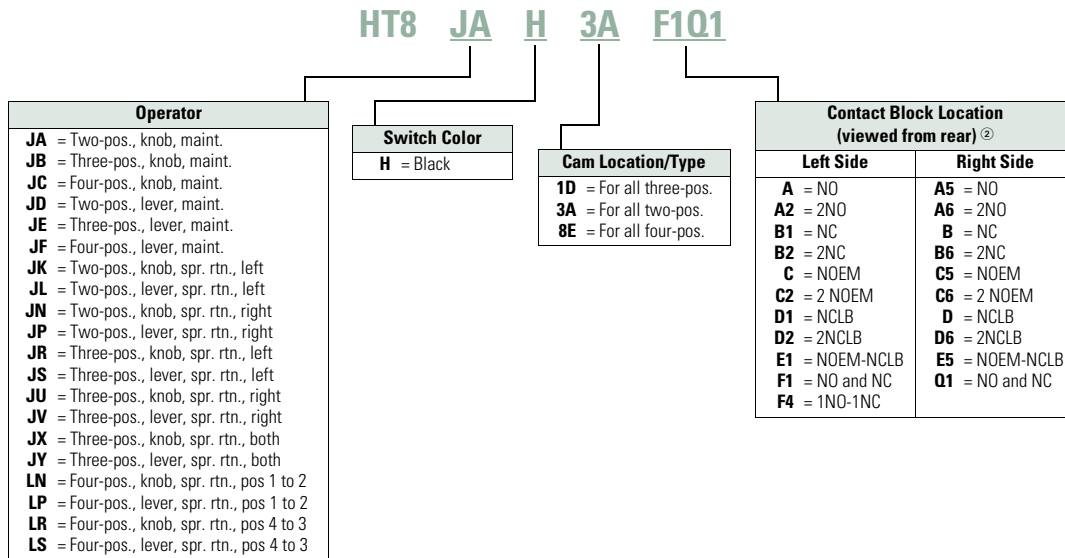 HT8 JA H 3A F1Q1
Operator
JA = Two-pos., knob, maint.
JB = Three-pos., knob, maint.
JC = Four-pos., knob, maint.
JD = Two-pos., lever, maint.
JE = Three-pos., lever, maint.
JF = Four-pos., lever, maint.
JK = Two-pos., knob, spr. rtn., left
JL = Two-pos., lever, spr. rtn., left
JN = Two-pos., knob, spr. rtn., right
JP = Two-pos., lever, spr. rtn., right
JR = Three-pos., knob, spr. rtn., left
JS = Three-pos., lever, spr. rtn., left
JU = Three-pos., knob, spr. rtn., right
JV = Three-pos., lever, spr. rtn., right
JX = Three-pos., knob, spr. rtn., both
JY = Three-pos., lever, spr. rtn., both
LN = Four-pos., knob, spr. rtn., pos 1 to 2
LP = Four-pos., lever, spr. rtn., pos 1 to 2
LR = Four-pos., knob, spr. rtn., pos 4 to 3
LS = Four-pos., lever, spr. rtn., pos 4 to 3
Switch Color
H = Black
Cam Location/Type
1D = For all three-pos.
3A = For all two-pos.
8E = For all four-pos.
Contact Block Location
(viewed from rear) ②
Left Side
A = NO
A2 = 2NO
B1 = NC
B2 = 2NC
C = NOEM
C2 = 2 NOEM
D1 = NCLB
D2 = 2NCLB
E1 = NOEM-NCLB
F1 = NO and NC
F4 = 1NO-1NC
Right Side
A5 = NO
A6 = 2NO
B = NC
B6 = 2NC
C5 = NOEM
C6 = 2 NOEM
D = NCLB
D6 = 2NCLB
E5 = NOEM-NCLB
Q1 = NO and NC